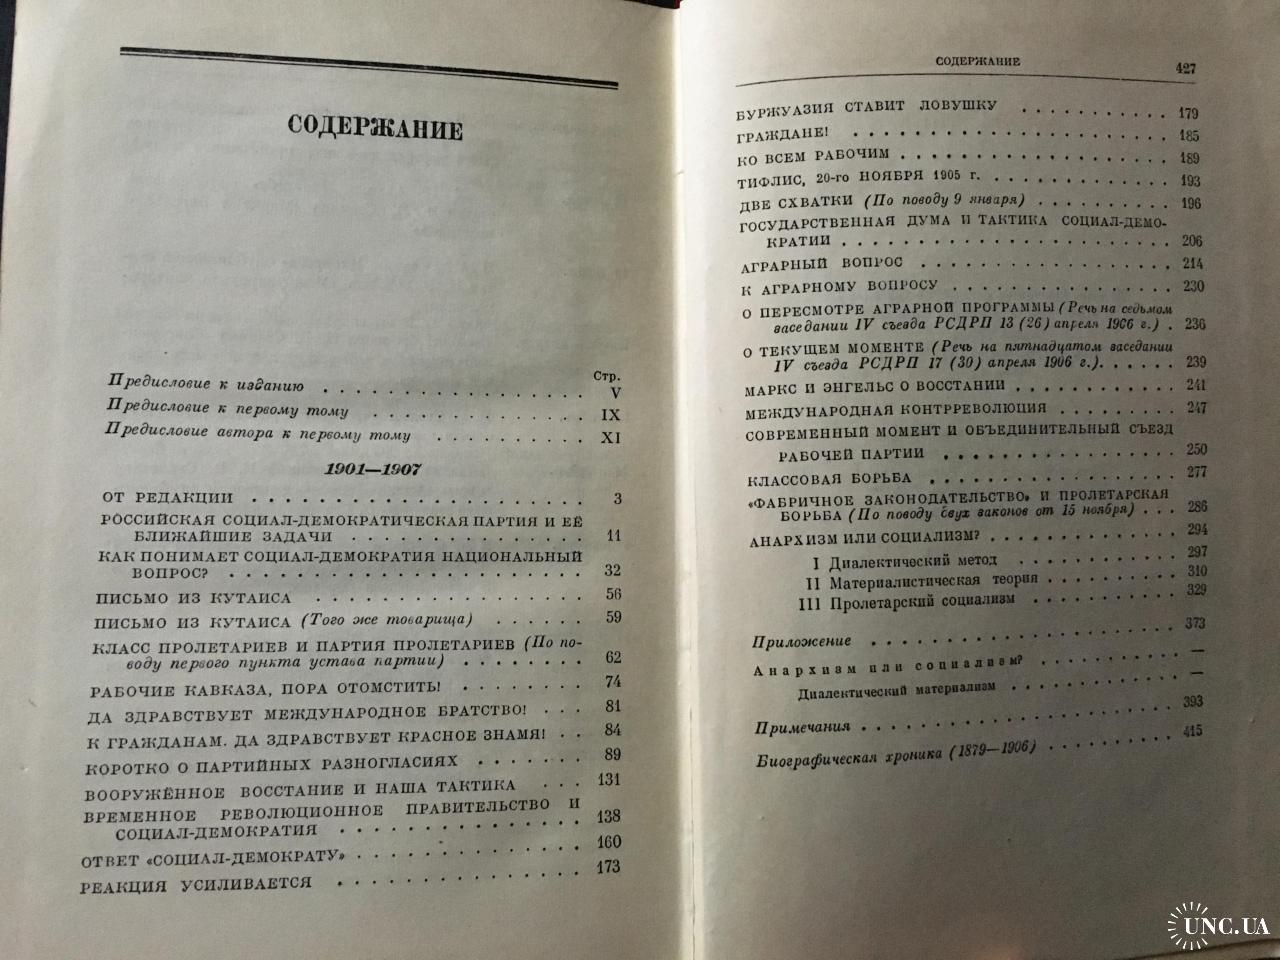 СОДЕРЖАНИЕ
Стр.
Предисловие к изданию . . . . . . . . . . . . . . . . V
Предисловие к первому тому . . . . . . . . . . . . . IX
Предисловие автора к первому тому . . . . . . . . . . XI
1901—1907
ОТ РЕДАКЦИИ . . . . . . . . . . . . . . . . . . . 3
РОССИЙСКАЯ СОЦИАЛ-ДЕМОКРАТИЧЕСКАЯ ПАРТИЯ И ЕЁ
БЛИЖАЙШИЕ ЗАДАЧИ . . . . . . . . . . . . . . 11
КАК ПОНИМАЕТ СОЦИАЛ-ДЕМОКРАТИЯ НАЦИОНАЛЬНЫЙ
ВОПРОС? . . . . . . . . . . . . . . . . . . . . 32
ПИСЬМО ИЗ КУТАИСА . . . . . . . . . . . . . . . 56
ПИСЬМО ИЗ КУТАИСА (Того же товарища) . . . . . . 59
КЛАСС ПРОЛЕТАРИЕВ И ПАРТИЯ ПРОЛЕТАРИЕВ (По по-
воду первого пункта устава партии) . . . . . . . . 62
РАБОЧИЕ КАВКАЗА, ПОРА ОТОМСТИТЬ! . . . . . . . . 74
ДА ЗДРАВСТВУЕТ МЕЖДУНАРОДНОЕ БРАТСТВО! . . . 81
К ГРАЖДАНАМ. ДА ЗДРАВСТВУЕТ КРАСНОЕ ЗНАМЯ! . . 84
КОРОТКО О ПАРТИЙНЫХ РАЗНОГЛАСИЯХ . . . . . . . 89
ВООРУЖЁННОЕ ВОССТАНИЕ И НАША ТАКТИКА . . . 131
ВРЕМЕННОЕ РЕВОЛЮЦИОННОЕ ПРАВИТЕЛЬСТВО И
СОЦИАЛ-ДЕМОКРАТИЯ . . . . . . . . . . . . . . 138
ОТВЕТ «СОЦИАЛ-ДЕМОКРАТУ» . . . . . . . . . . . . . 160
РЕАКЦИЯ УСИЛИВАЕТСЯ . . . . . . . . . . . . . . 173
СОДЕРЖАНИЕ 427
БУРЖУАЗИЯ СТАВИТ ЛОВУШКУ . . . . . . . . . . . 179
ГРАЖДАНЕ! . . . . . . . . . . . . . . . . . . . . 185
КО ВСЕМ РАБОЧИМ . . . . . . . . . . . . . . . . . 189
ТИФЛИС, 20-го НОЯБРЯ 1905 г. . . . . . . . . . . . . 193
ДВЕ СХВАТКИ (По поводу 9 января) . . . . . . . . . . 196
ГОСУДАРСТВЕННАЯ ДУМА И ТАКТИКА СОЦИАЛ-ДЕМО-
КРАТИИ . . . . . . . . . . . . . . . . . . . . . 206
АГРАРНЫЙ ВОПРОС . . . . . . . . . . . . . . . . 214
К АГРАРНОМУ ВОПРОСУ . . . . . . . . . . . . . . 230
О ПЕРЕСМОТРЕ АГРАРНОЙ ПРОГРАММЫ (Речь на седьмом
заседании IV съезда РСДРП 13 (26) апреля 1906 г.) . 236
О ТЕКУЩЕМ МОМЕНТЕ (Речь на пятнадцатом заседании
IV съезда РСДРП 17 (30) апреля 1906 г.). . . . . . 239
МАРКС И ЭНГЕЛЬС О ВОССТАНИИ . . . . . . . . . . 241
МЕЖДУНАРОДНАЯ КОНТРРЕВОЛЮЦИЯ . . . . . . . . 247
СОВРЕМЕННЫЙ МОМЕНТ И ОБЪЕДИНИТЕЛЬНЫЙ СЪЕЗД
РАБОЧЕЙ ПАРТИИ . . . . . . . . . . . . . . . 250
КЛАССОВАЯ БОРЬБА . . . . . . . . . . . . . . . . 277
«ФАБРИЧНОЕ ЗАКОНОДАТЕЛЬСТВО» И ПРОЛЕТАРСКАЯ
БОРЬБА (По поводу двух законов от 15 ноября) . . . 286
АНАРХИЗМ ИЛИ СОЦИАЛИЗМ? . . . . . . . . . . . . 294
I Диалектический метод . . . . . . . . . . . 297
II Материалистическая теория . . . . . . . . . 310
III Пролетарский социализм . . . . . . . . . . 329
Приложение . . . . . . . . . . . . . . . . . . . 373
Анархизм или социализм? . . . . . . . . . . . —
Диалектический материализм . . . . . . . . . . . —
Примечания . . . . . . . . . . . . . . . . . . . 393
Биографическая хроника (1879—1906) . . . . . . . . . 415
UNC.UA